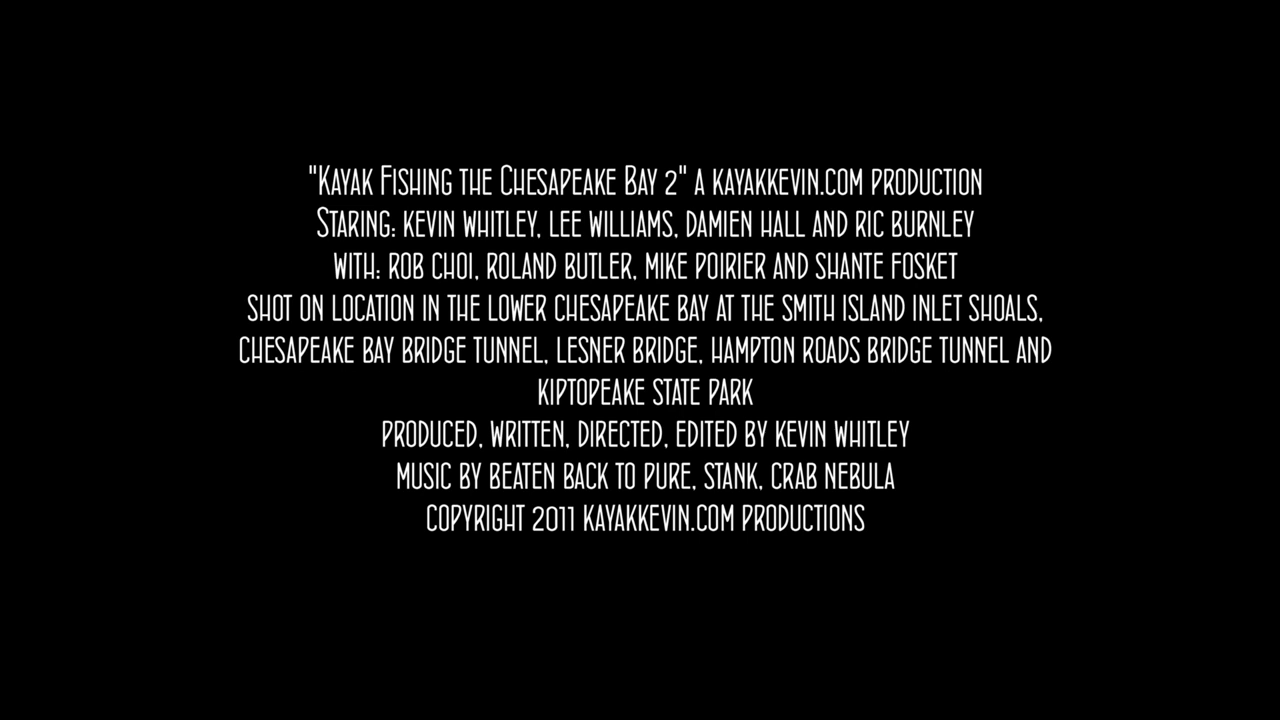 "Kayak Fishing the Chesapeake Bay 2" a kayakkevin.com production
Staring: Kevin Whitley, Lee Williams, Damien Hall and Ric Burnley
with: Rob Choi, Roland Butler, Mike Poirier and Shante Fosket
shot on location in the lower Chesapeake Bay at the Smith Island Inlet Shoals,
Chesapeake Bay Bridge Tunnel, Lesner Bridge, Hampton Roads Bridge Tunnel and
Kiptopeake State Park
produced, written, directed, edited by Kevin Whitley
music by Beaten Back to Pure, Stank, Crab Nebula
copyright 2011 kayakkevin.com productions